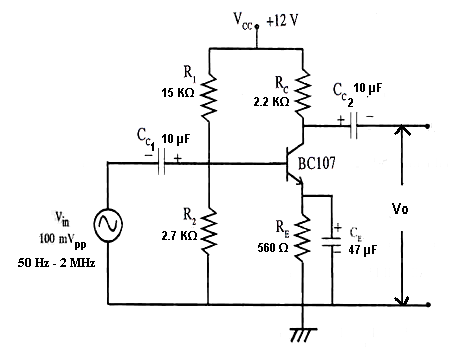 Vcc +12 V
R1
15 KΩ
RC
2.2 KΩ
CC2 10 µF
+ −
CC1 10 µF
− +
BC107
Vin
100 mVpp
50 Hz - 2 MHz
R2
2.7 KΩ
RE
560 Ω
+
CE
47 µF
Vo